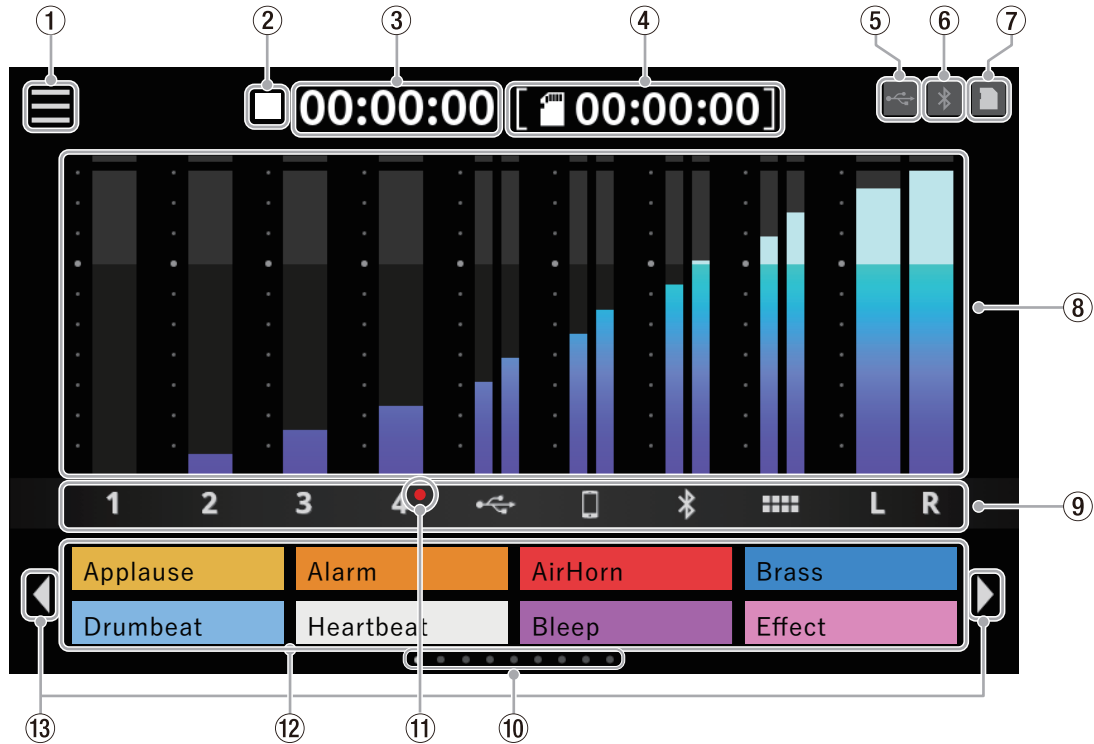 ① ② ③ ④ ⑤ ⑥ ⑦
00:00:00 [ 00:00:00]
⑧
1 2 3 4 L R
⑨
Applause Alarm AirHorn Brass
Drumbeat Heartbeat Bleep Effect
⑬ ⑫ ⑪ ⑩